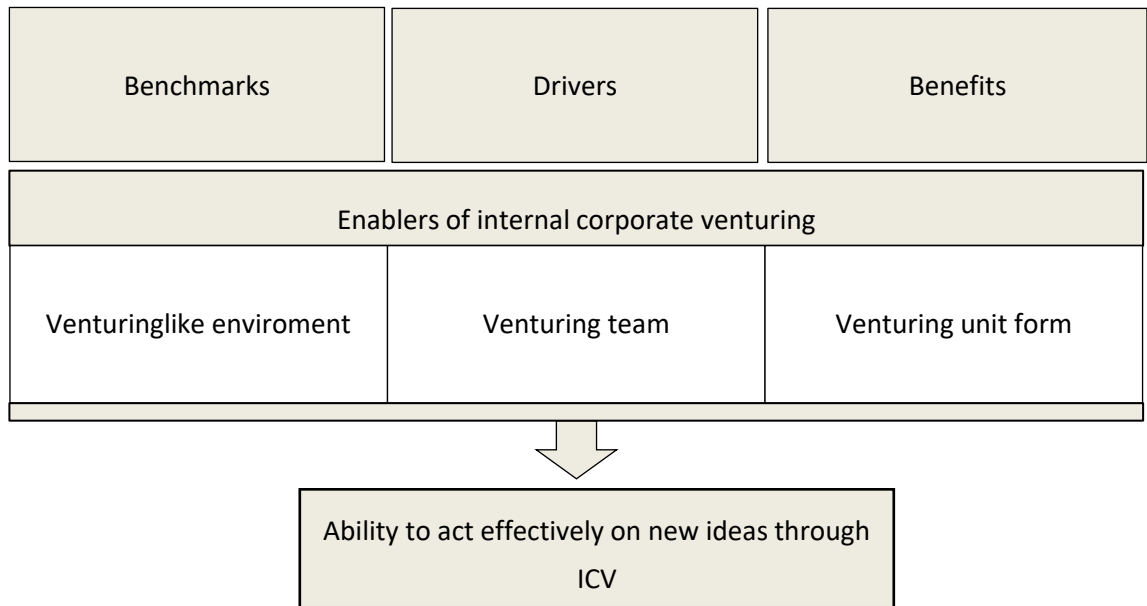 Benchmarks
Drivers
Benefits
Enablers of internal corporate venturing
Venturinglike enviroment
Venturing team
Venturing unit form
Ability to act effectively on new ideas through
ICV